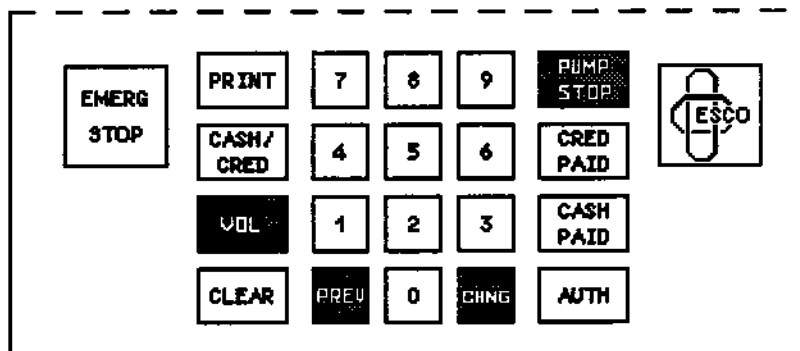 EMERG
STOP
PRINT
7
8
9
PUMP
STOP
ESCO
CASH/
CRED
4
5
6
CRED
PAID
VOL
1
2
3
CASH
PAID
CLEAR
PREV
0
CHNG
AUTH